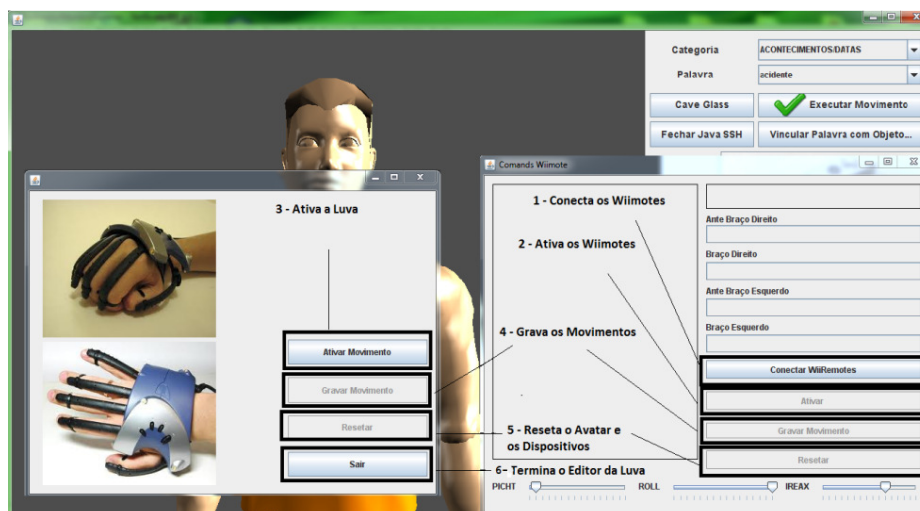 Categoria
ACONTECIMENTOS/DATAS
Palavra
acidente
Cave Glass
Executar Movimento
Fechar Java SSH
Vincular Palavra com Objeto...
3 - Ativa a Luva
Ativar Movimento
Gravar Movimento
Resetar
Sair
Comands Wiimote
1 - Conecta os Wiimotes
2 - Ativa os Wiimotes
4 - Grava os Movimentos
5 - Reseta o Avatar e
os Dispositivos
6- Termina o Editor da Luva
Ante Braço Direito
Braço Direito
Ante Braço Esquerdo
Braço Esquerdo
Conectar WiiRemotes
Ativar
Gravar Movimento
Resetar
PICHT
ROLL
IREAX